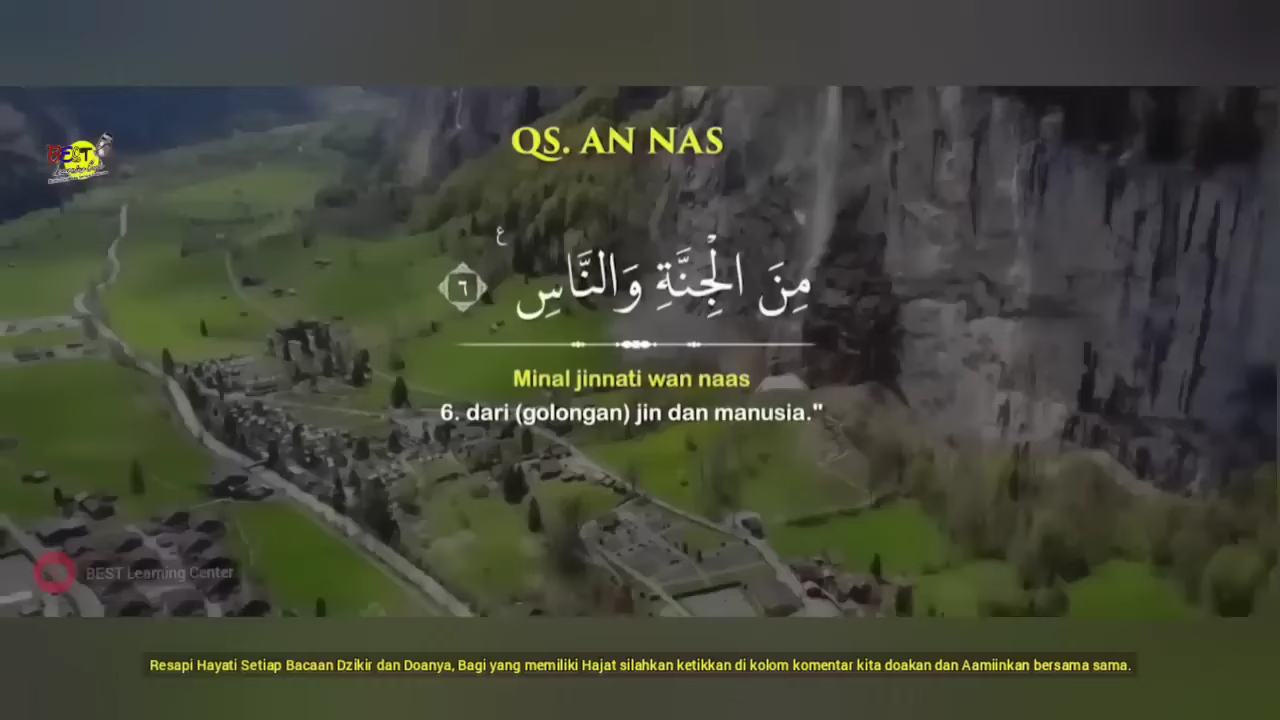 QS. AN NAS
BEST
مِنَ الْجِنَّةِ وَالنَّاسِ ࣖ ٦
Minal jinnati wan naas
6. dari (golongan) jin dan manusia."
BEST Learning Center
Resapi Hayati Setiap Bacaan Dzikir dan Doanya, Bagi yang memiliki Hajat silahkan ketikkan di kolom komentar kita doakan dan Aamiinkan bersama sama.